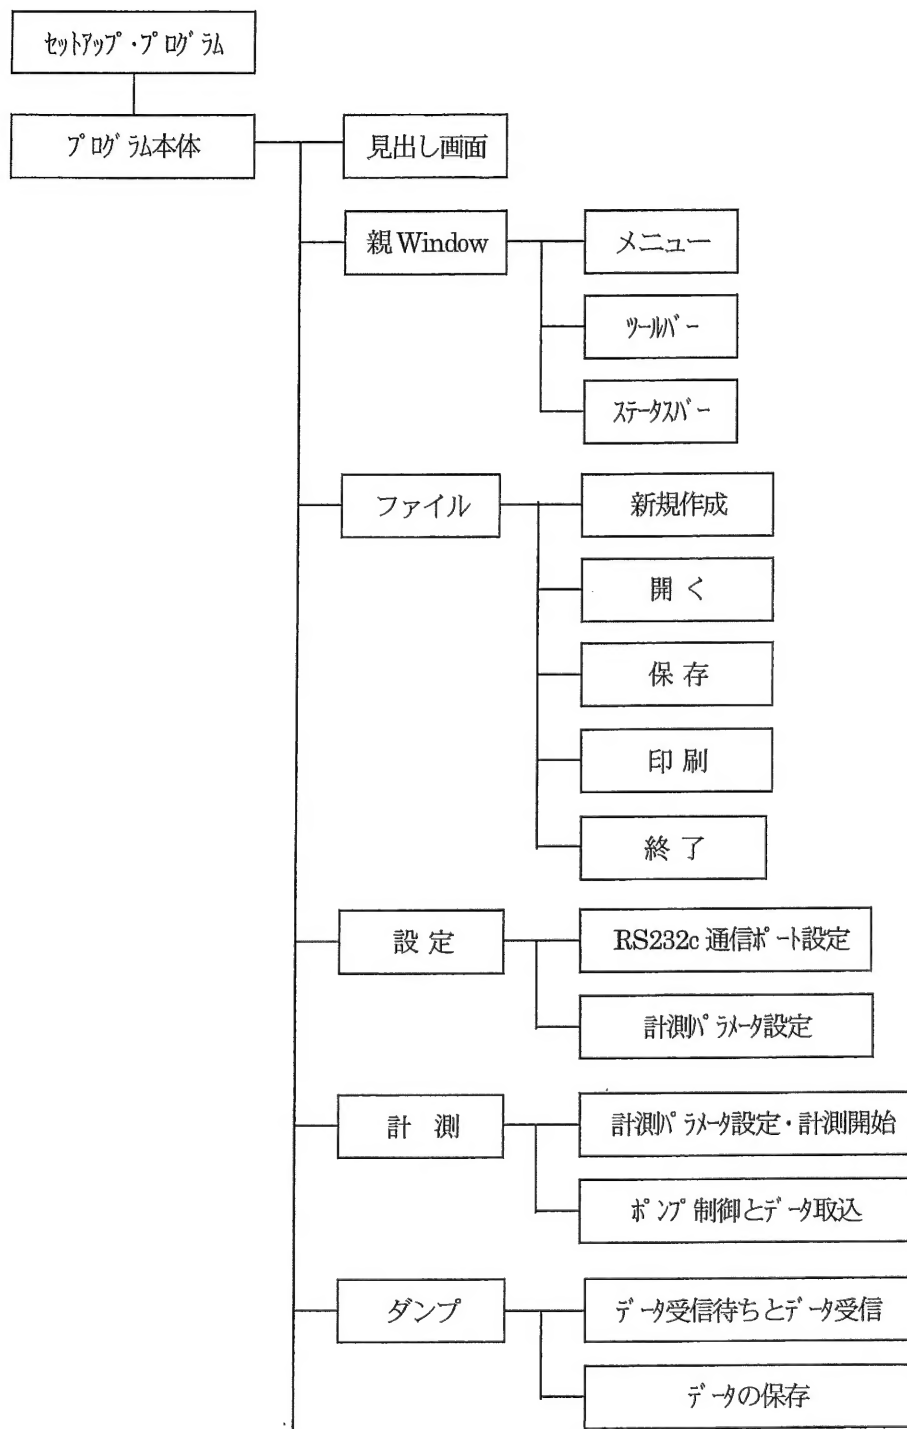 セットアップ・プログラム
プログラム本体
見出し画面
親Window
メニュー
ツールバー
ステータスバー
ファイル
新規作成
開く
保存
印刷
終了
設定
RS232c通信ポート設定
計測パラメータ設定
計測
計測パラメータ設定・計測開始
ポンプ制御とデータ取込
ダンプ
データ受信待ちとデータ受信
データの保存